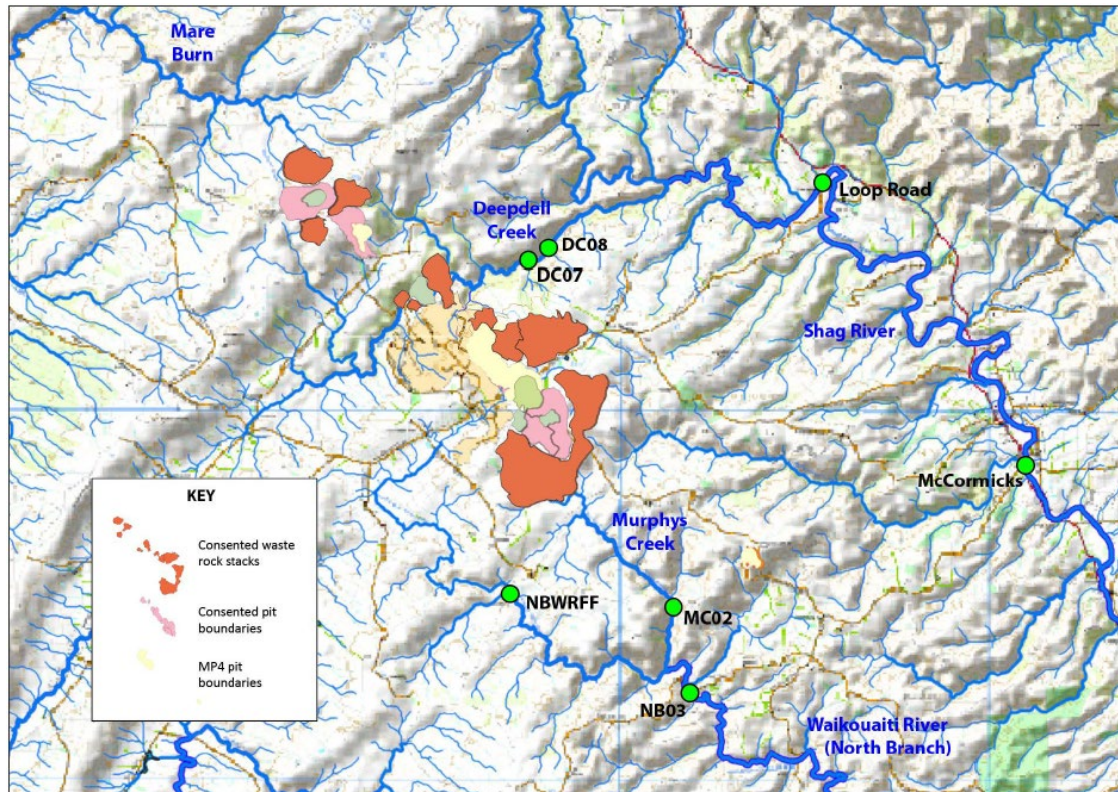 Mare
Burn
Loop Road
Deepdell
Creek
DC08
DC07
Shag River
McCormicks
KEY
Consented waste
rock stacks
Consented pit
boundaries
MP4 pit
boundaries
Murphys
Creek
NBWRFF
MC02
NB03
Waikouaiti River
(North Branch)